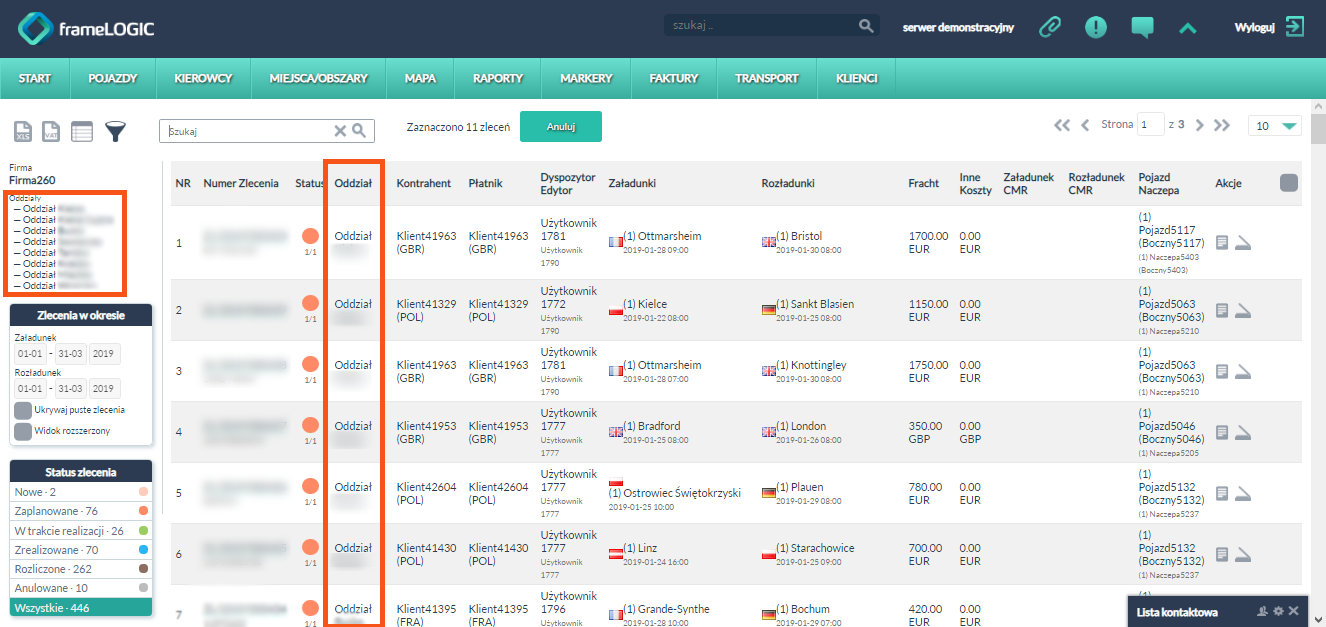 frameLOGIC
szukaj ..
serwer demonstracyjny
Wyloguj
START POJAZDY KIEROWCY MIEJSCA/OBSZARY MAPA RAPORTY MARKERY FAKTURY TRANSPORT KLIENCI
XLS VAT
Szukaj
Zaznaczono 11 zleceń
Anuluj
Strona 1 z 3
10
Firma
Firma260
Oddziały
– Oddział
– Oddział
– Oddział
– Oddział
– Oddział
– Oddział
– Oddział
– Oddział
Zlecenia w okresie
Załadunek
01-01 - 31-03 2019
Rozładunek
01-01 - 31-03 2019
Ukrywaj puste zlecenia
Widok rozszerzony
Status zlecenia
Nowe - 2
Zaplanowane - 76
W trakcie realizacji - 26
Zrealizowane - 70
Rozliczone - 262
Anulowane - 10
Wszystkie - 446
NR Numer Zlecenia Status Oddział Kontrahent Płatnik Dyspozytor Edytor Załadunki Rozładunki Fracht Inne Koszty Załadunek CMR Rozładunek CMR Pojazd Naczepa Akcje
1 1/1 Oddział Klient41963 (GBR) Klient41963 (GBR) Użytkownik 1781 Użytkownik 1790 (1) Ottmarsheim 2019-01-28 09:00 (1) Bristol 2019-01-30 08:00 1700.00 EUR 0.00 EUR (1) Pojazd5117 (Boczny5117) (1) Naczepa5403 (Boczny5403)
2 1/1 Oddział Klient41329 (POL) Klient41329 (POL) Użytkownik 1772 Użytkownik 1790 (1) Kielce 2019-01-22 08:00 (1) Sankt Blasien 2019-01-25 08:00 1150.00 EUR 0.00 EUR (1) Pojazd5063 (Boczny5063) (1) Naczepa5210
3 1/1 Oddział Klient41963 (GBR) Klient41963 (GBR) Użytkownik 1781 Użytkownik 1790 (1) Ottmarsheim 2019-01-28 07:00 (1) Knottingley 2019-01-30 08:00 1750.00 EUR 0.00 EUR (1) Pojazd5063 (Boczny5063) (1) Naczepa5210
4 1/1 Oddział Klient41953 (GBR) Klient41953 (GBR) Użytkownik 1777 Użytkownik 1777 (1) Bradford 2019-01-25 08:00 (1) London 2019-01-26 08:00 350.00 GBP 0.00 GBP (1) Pojazd5046 (Boczny5046) (1) Naczepa5205
5 1/1 Oddział Klient42604 (POL) Klient42604 (POL) Użytkownik 1777 Użytkownik 1777 (1) Ostrowiec Świętokrzyski 2019-01-25 10:00 (1) Plauen 2019-01-29 08:00 780.00 EUR 0.00 EUR (1) Pojazd5132 (Boczny5132) (1) Naczepa5237
6 1/1 Oddział Klient41430 (POL) Klient41430 (POL) Użytkownik 1777 Użytkownik 1777 (1) Linz 2019-01-24 16:00 (1) Starachowice 2019-01-25 09:00 700.00 EUR 0.00 EUR (1) Pojazd5132 (Boczny5132) (1) Naczepa5237
7 1/1 Oddział Klient41395 (FRA) Klient41395 (FRA) Użytkownik 1796 (1) Grande-Synthe 2019-01-28 10:00 (1) Bochum 2019-01-29 07:00 420.00 EUR 0.00 EUR (1) Pojazd5132
Lista kontaktowa